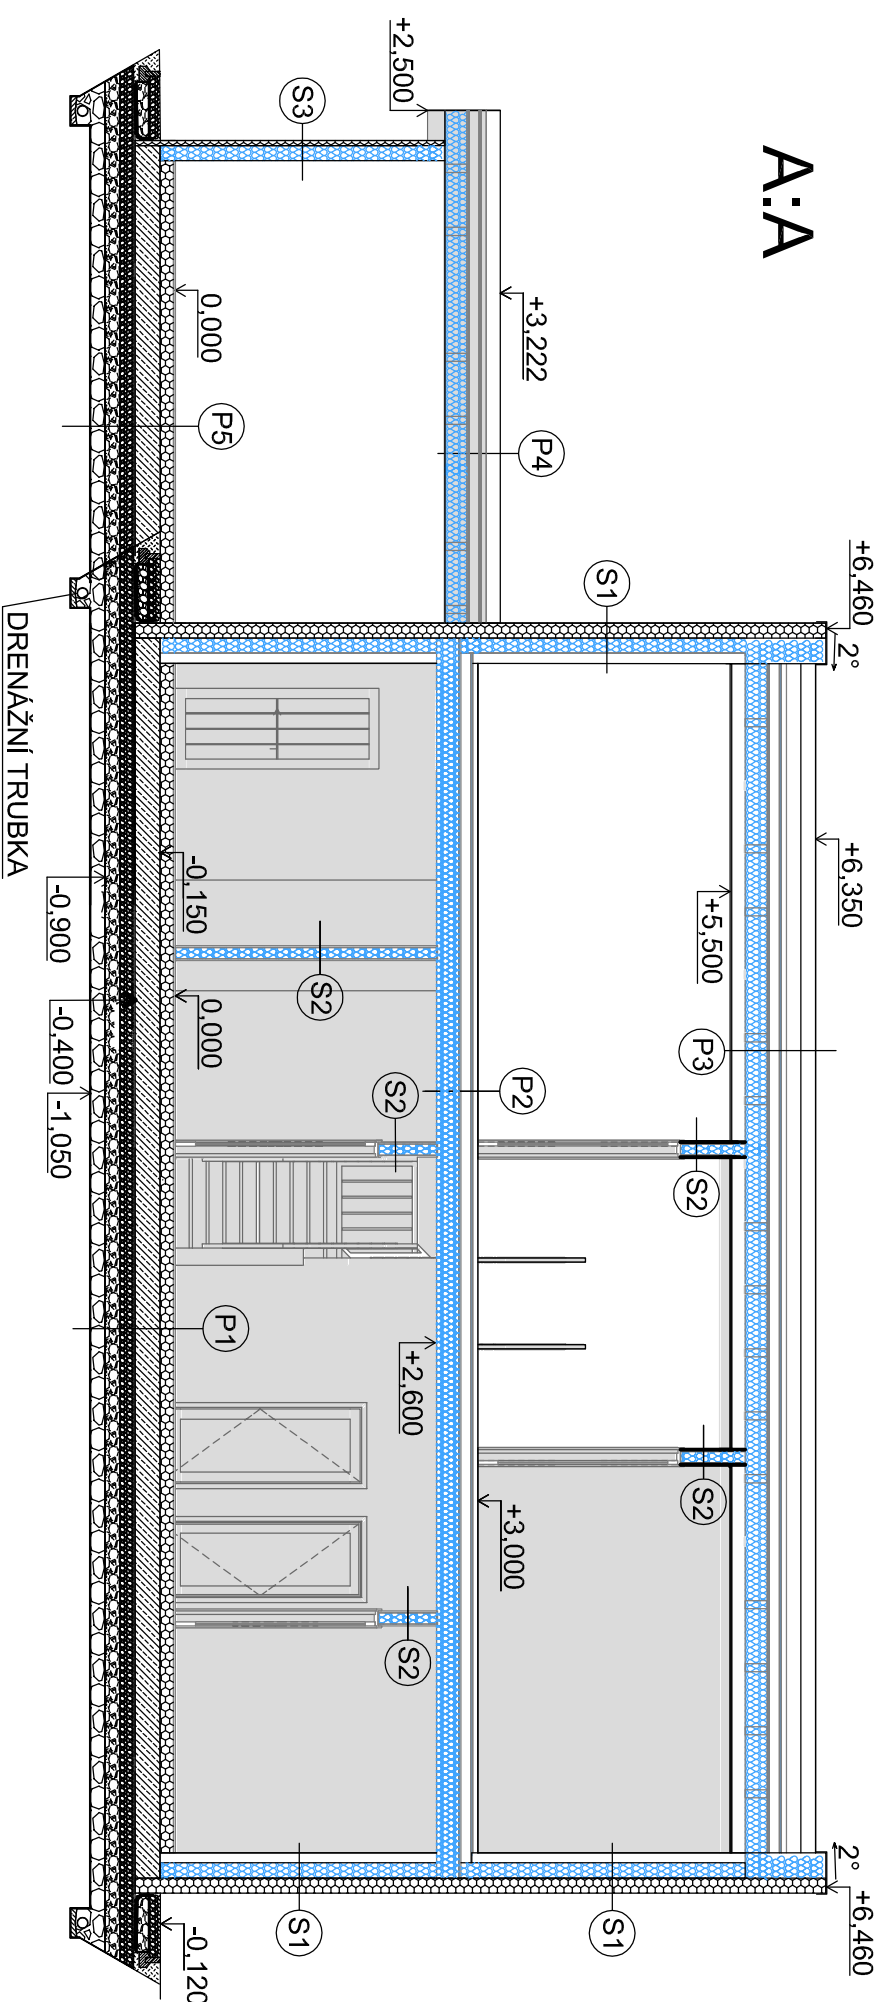 A:A
+6,460
2°
+6,350
2°
+6,460
+2,500
S3
+3,222
P4
S1
+5,500
P3
S2
S2
0,000
P5
P2
S2
S2
+3,000
+2,600
S2
S1
S1
-0,150
0,000
P1
-0,120
-0,900
-0,400
-1,050
DRENÁŽNÍ TRUBKA